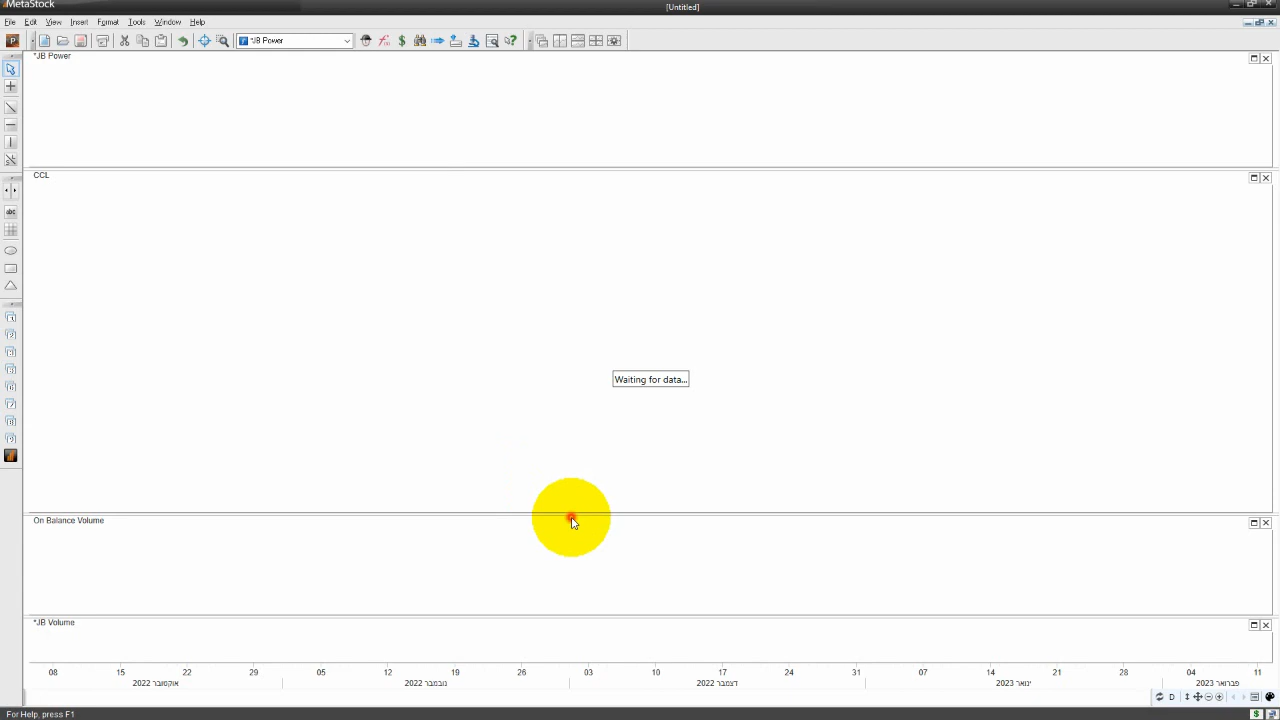 MetaStock
[Untitled]
File Edit View Insert Format Tools Window Help
*JB Power
*JB Power
CCL
Waiting for data...
On Balance Volume
*JB Volume
08 15 22 29 05 12 19 26 03 10 17 24 31 07 14 21 28 04 11
אוקטובר 2022 נובמבר 2022 דצמבר 2022 ינואר 2023 פברואר 2023
D
For Help, press F1